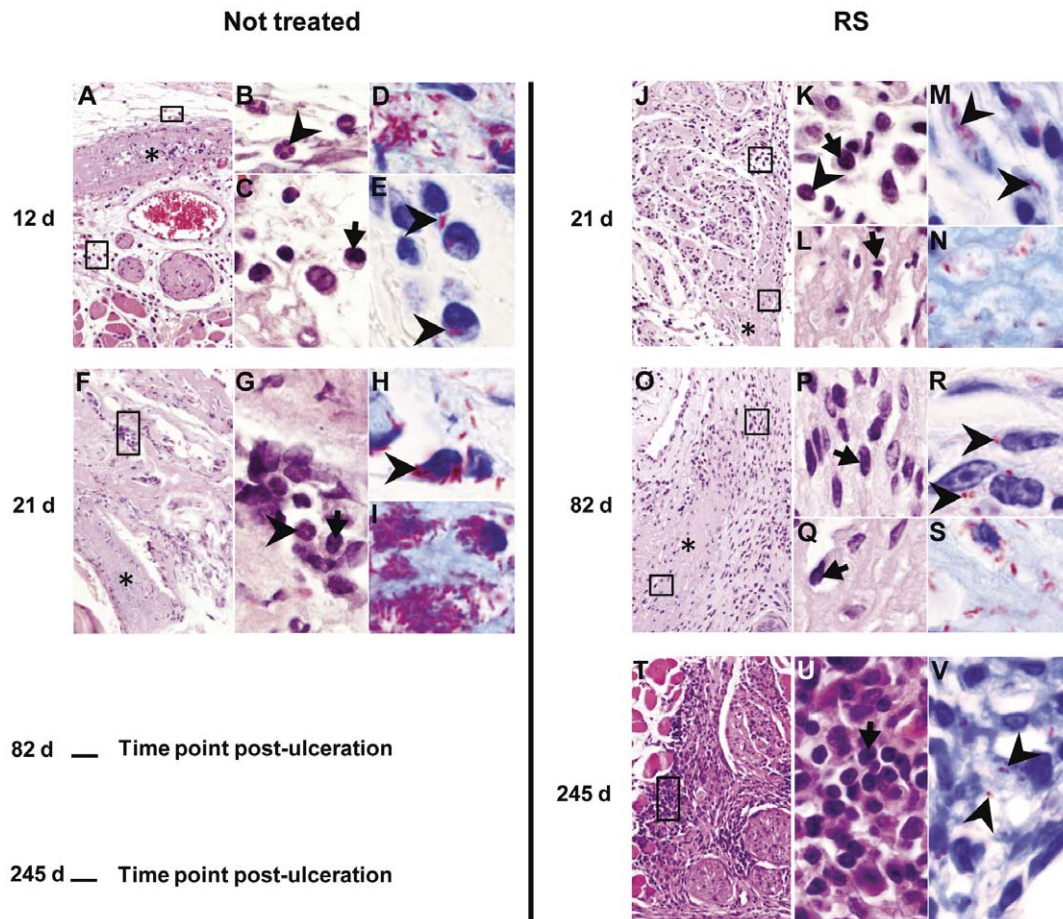 Not treated
RS
12 d
A
*
B
C
D
E
21 d
F
*
G
H
I
82 d Time point post-ulceration
245 d Time point post-ulceration
21 d
J
*
K
L
M
N
82 d
O
*
P
Q
R
S
245 d
T
U
V